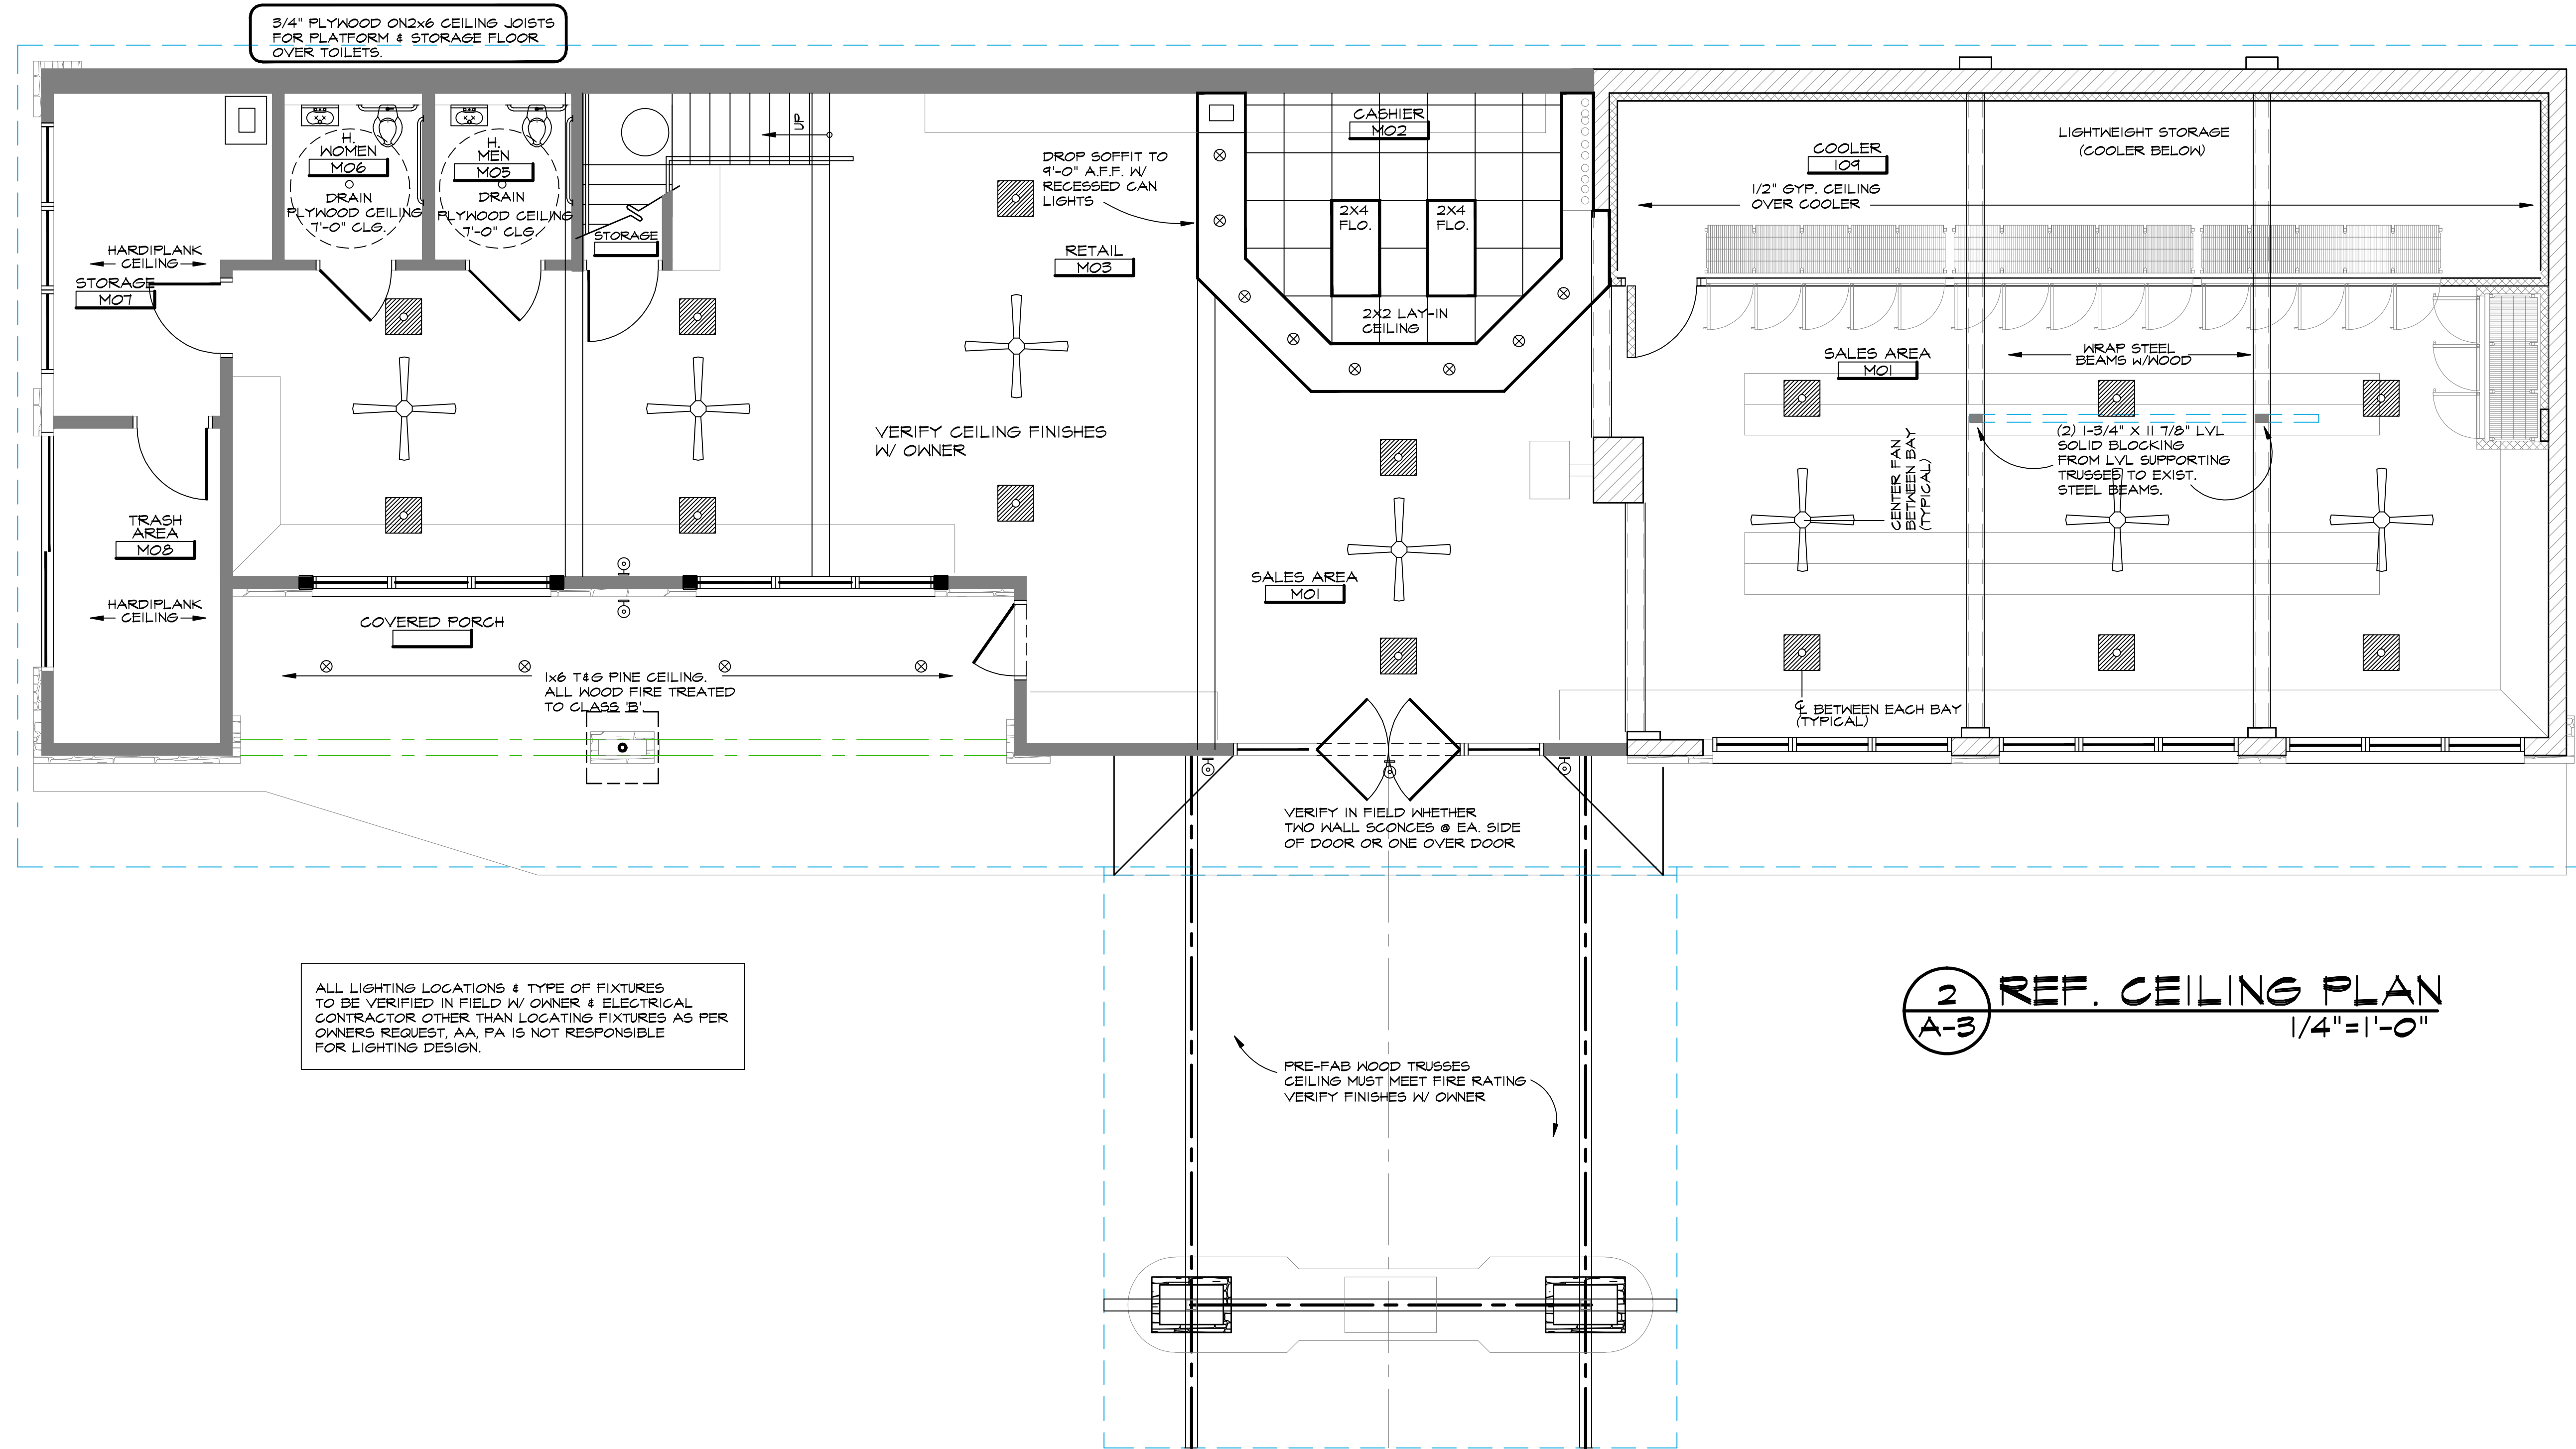 3/4" PLYWOOD ON2x6 CEILING JOISTS
FOR PLATFORM & STORAGE FLOOR
OVER TOILETS.
H.
WOMEN
M06
DRAIN
PLYWOOD CEILING
7'-0" CLG.
H.
MEN
M05
DRAIN
PLYWOOD CEILING
7'-0" CLG.
UP
STORAGE
HARDIPLANK
CEILING
STORAGE
M07
TRASH
AREA
M08
HARDIPLANK
CEILING
COVERED PORCH
1x6 T&G PINE CEILING.
ALL WOOD FIRE TREATED
TO CLASS 'B'.
DROP SOFFIT TO
9'-0" A.F.F. W/
RECESSED CAN
LIGHTS
RETAIL
M03
VERIFY CEILING FINISHES
W/ OWNER
CASHIER
M02
2X4
FLO.
2X4
FLO.
2X2 LAY-IN
CEILING
SALES AREA
M01
COOLER
109
1/2" GYP. CEILING
OVER COOLER
LIGHTWEIGHT STORAGE
(COOLER BELOW)
SALES AREA
M01
WRAP STEEL
BEAMS W/WOOD
(2) 1-3/4" X 11 7/8" LVL
SOLID BLOCKING
FROM LVL SUPPORTING
TRUSSES TO EXIST.
STEEL BEAMS.
CENTER FAN
BETWEEN BAY
(TYPICAL)
℄ BETWEEN EACH BAY
(TYPICAL)
VERIFY IN FIELD WHETHER
TWO WALL SCONCES @ EA. SIDE
OF DOOR OR ONE OVER DOOR
ALL LIGHTING LOCATIONS & TYPE OF FIXTURES
TO BE VERIFIED IN FIELD W/ OWNER & ELECTRICAL
CONTRACTOR OTHER THAN LOCATING FIXTURES AS PER
OWNERS REQUEST, AA, PA IS NOT RESPONSIBLE
FOR LIGHTING DESIGN.
PRE-FAB WOOD TRUSSES
CEILING MUST MEET FIRE RATING
VERIFY FINISHES W/ OWNER
2
A-3
REF. CEILING PLAN
1/4"=1'-0"